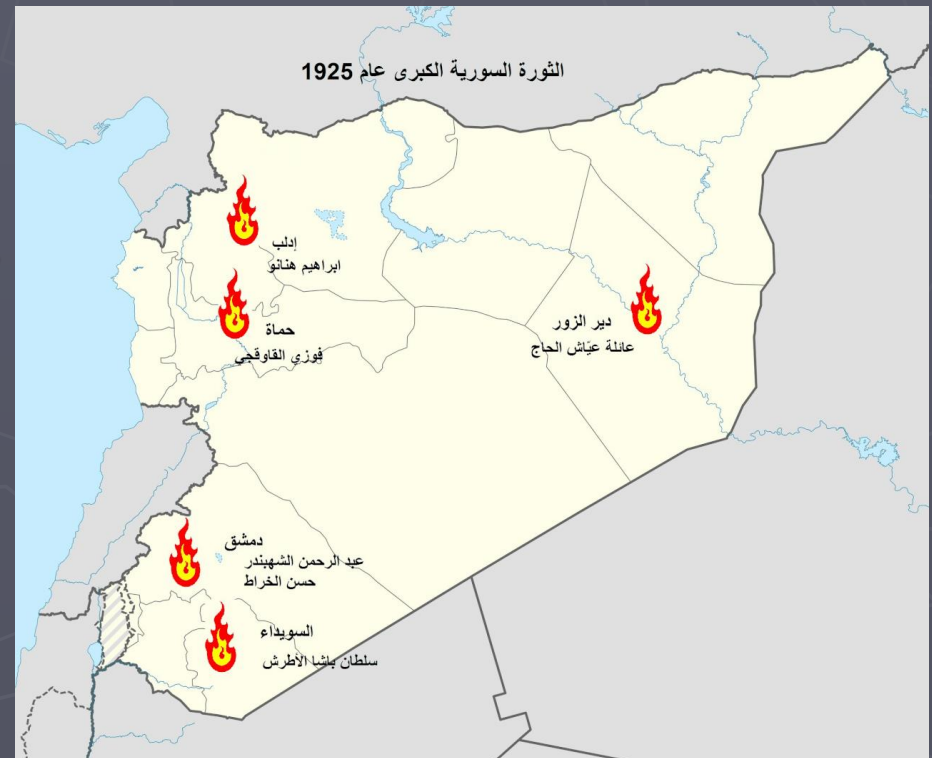 الثورة السورية الكبرى عام 1925
إدلب
ابراهيم هنانو
حماة
فوزي القاوقجي
دير الزور
عائلة عيّاش الحاج
دمشق
عبد الرحمن الشهبندر
حسن الخراط
السويداء
سلطان باشا الأطرش